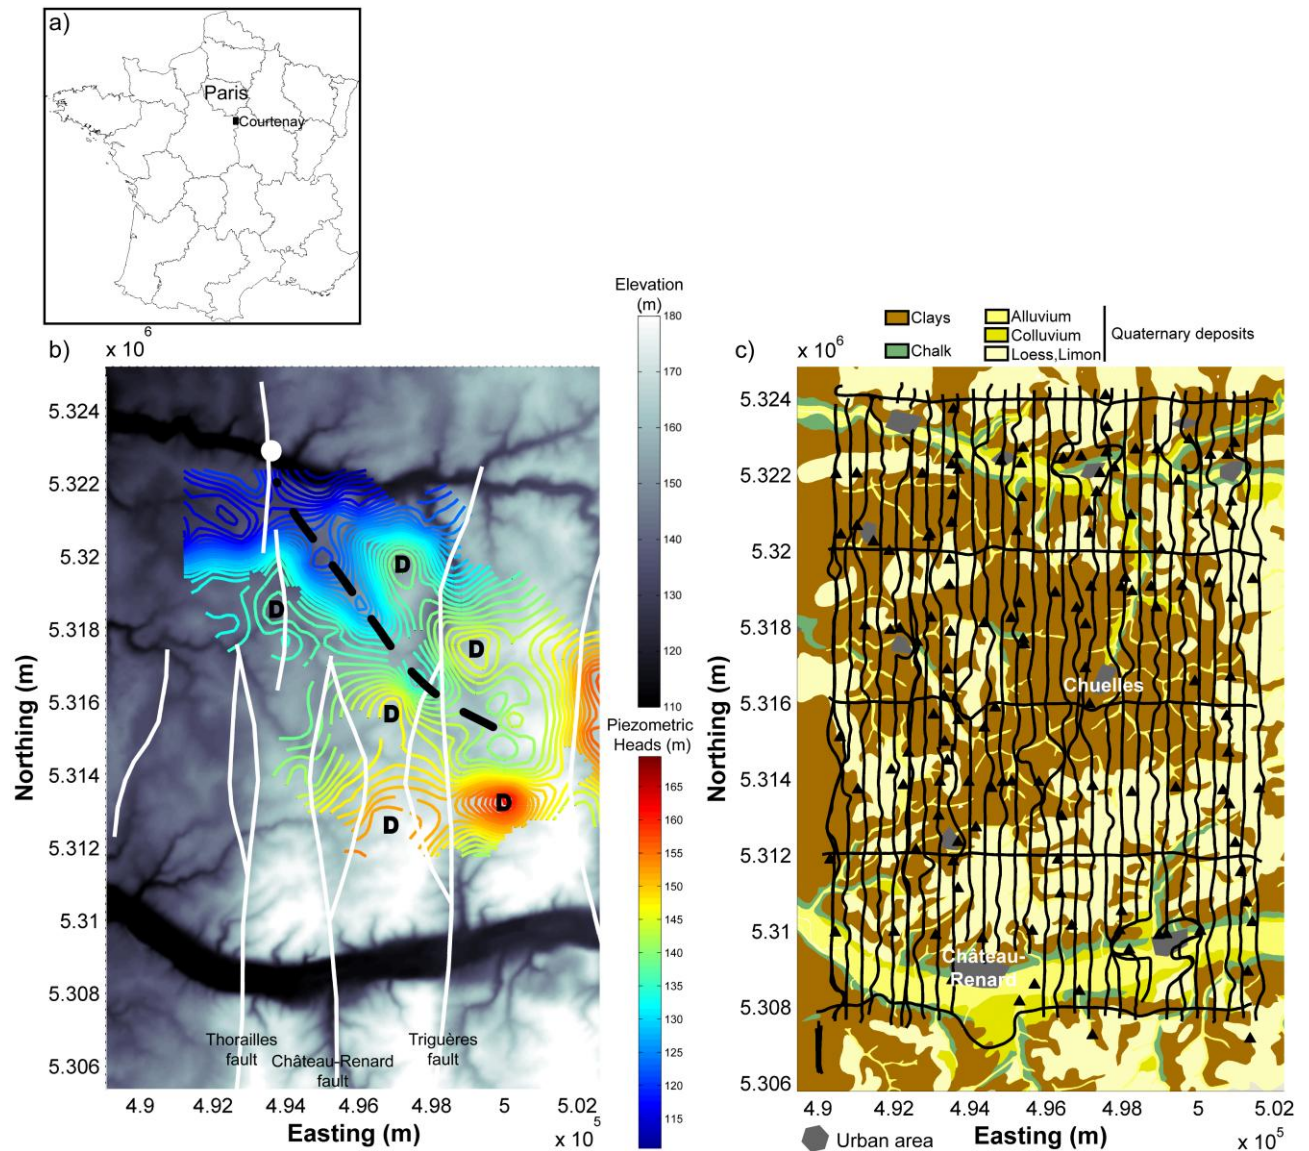 a)
Paris
Courtenay
6
b)
x 10
Elevation
(m)
180
170
160
150
140
130
120
110
Piezometric
Heads (m)
165
160
155
150
145
140
135
130
125
120
115
5.324
5.322
5.32
5.318
5.316
5.314
5.312
5.31
5.308
5.306
Northing (m)
D
D
D
D
D
D
Thorailles
fault
Château-Renard
fault
Triguères
fault
4.9
4.92
4.94
4.96
4.98
5
5.02
Easting (m)
x 10^5
Clays
Chalk
Alluvium
Colluvium
Loess,Limon
Quaternary deposits
c)
x 10^6
5.324
5.322
5.32
5.318
5.316
5.314
5.312
5.31
5.308
5.306
Northing (m)
Chuelles
Château-
Renard
4.9
4.92
4.94
4.96
4.98
5
5.02
Urban area
Easting (m)
x 10^5